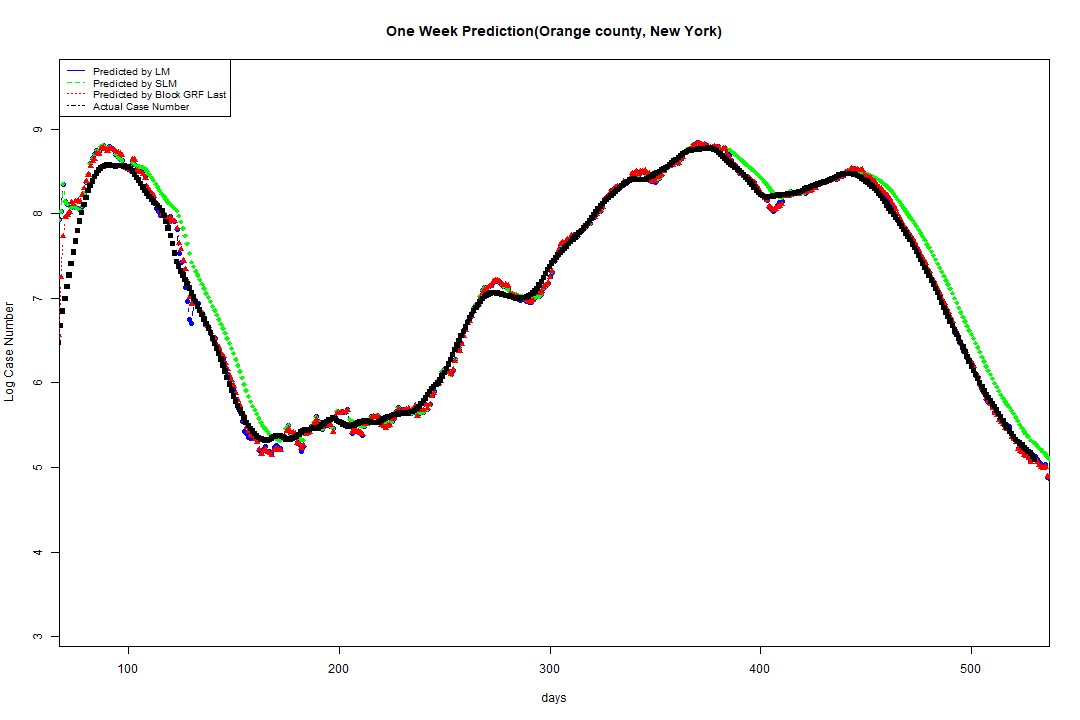 One Week Prediction(Orange county, New York)
Predicted by LM
Predicted by SLM
Predicted by Block GRF Last
Actual Case Number
9
8
7
6
5
4
3
Log Case Number
100 200 300 400 500
days